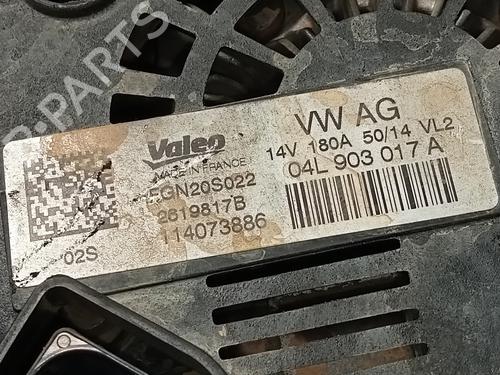 Valeo
MADE IN FRANCE
FGN20S022
2619817B
114073886
02S
VW AG
14V 180A 50/14 VL2
04L 903 017 A
-PARTS